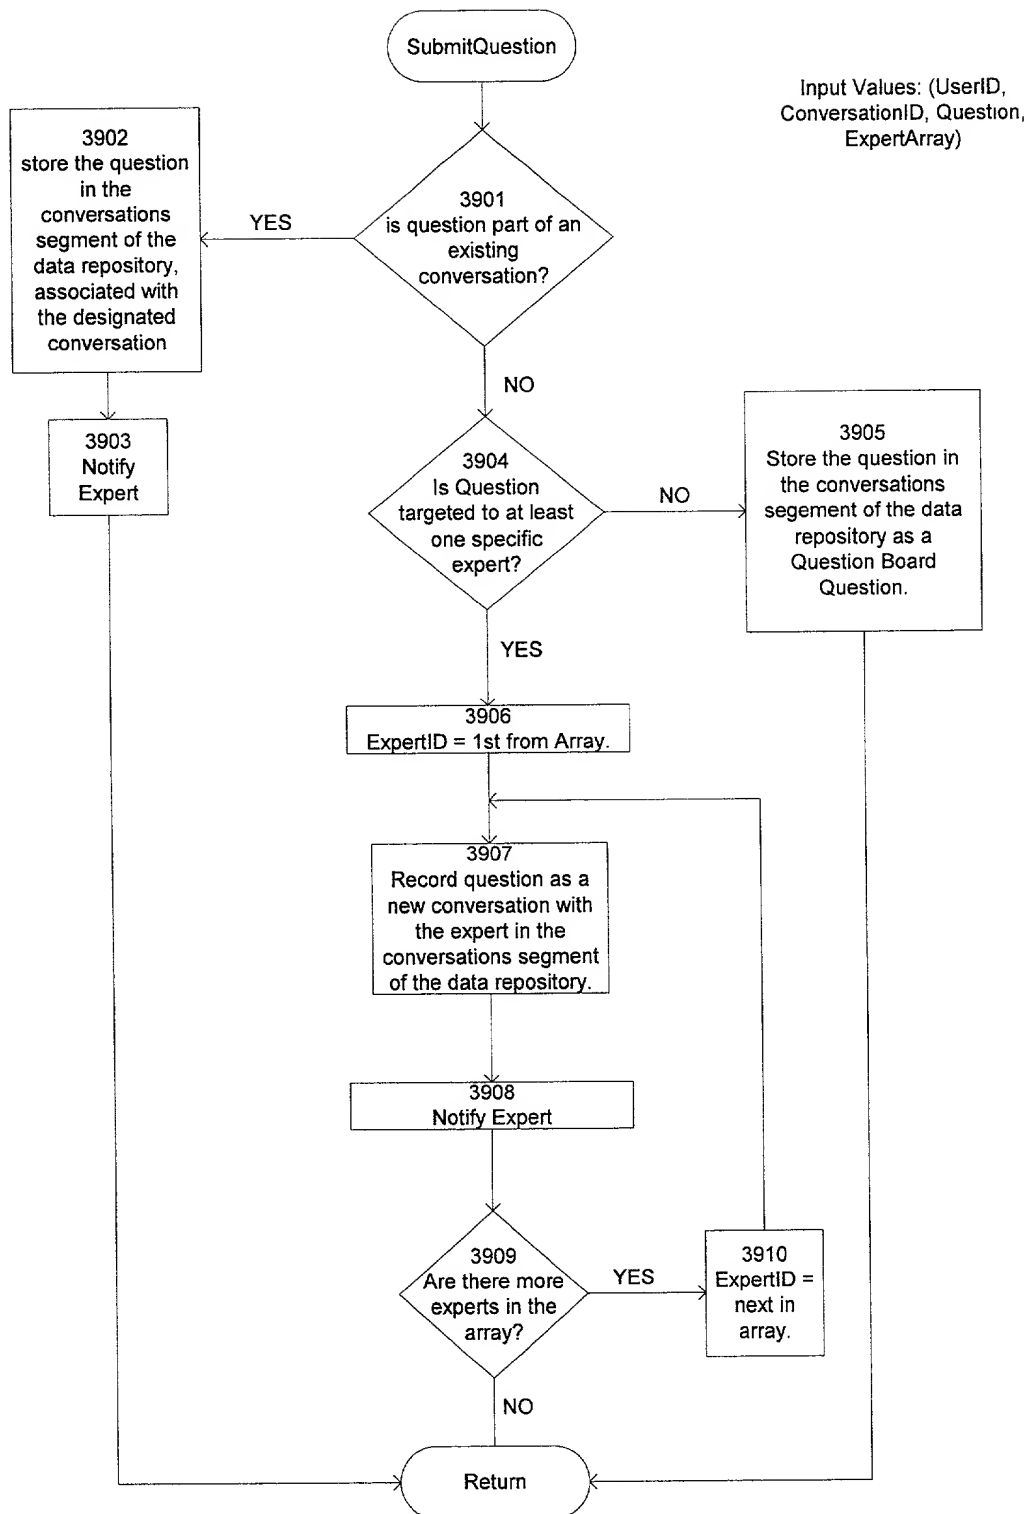 SubmitQuestion
Input Values: (UserID,
ConversationID, Question,
ExpertArray)
3902
store the question
in the
conversations
segment of the
data repository,
associated with
the designated
conversation
YES
3901
is question part of an
existing
conversation?
NO
3903
Notify
Expert
3904
Is Question
targeted to at least
one specific
expert?
NO
3905
Store the question in
the conversations
segement of the data
repository as a
Question Board
Question.
YES
3906
ExpertID = 1st from Array.
3907
Record question as a
new conversation with
the expert in the
conversations segment
of the data repository.
3908
Notify Expert
3909
Are there more
experts in the
array?
YES
3910
ExpertID =
next in
array.
NO
Return